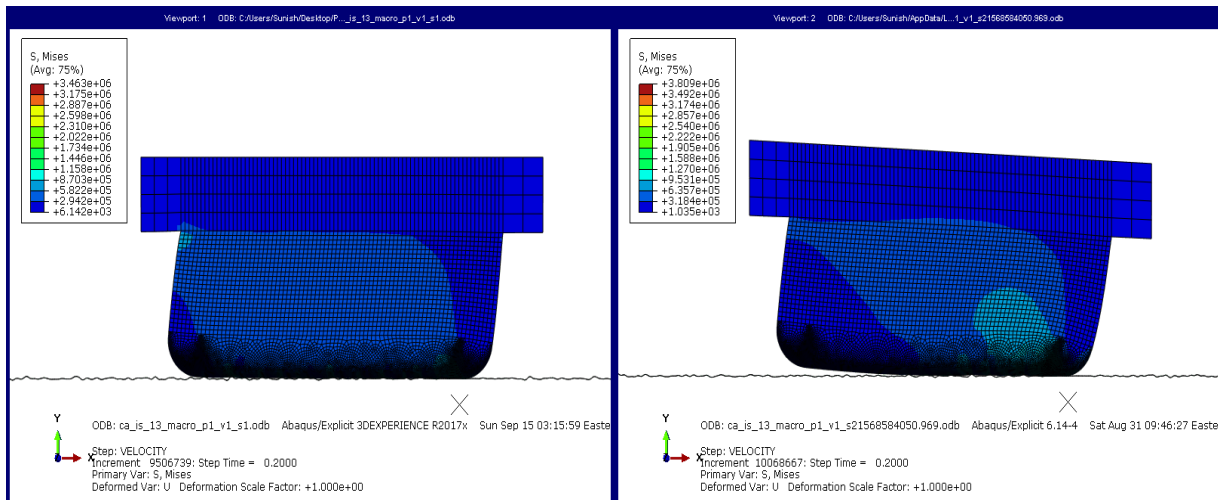 Viewport: 1 ODB: C:/Users/Sunish/Desktop/P..._is_13_macro_p1_v1_s1.odb
S, Mises
(Avg: 75%)
+3.463e+06
+3.175e+06
+2.887e+06
+2.598e+06
+2.310e+06
+2.022e+06
+1.734e+06
+1.446e+06
+1.158e+06
+8.703e+05
+5.822e+05
+2.942e+05
+6.142e+03
Y
X
ODB: ca_is_13_macro_p1_v1_s1.odb Abaqus/Explicit 3DEXPERIENCE R2017x Sun Sep 15 03:15:59 Easte
Step: VELOCITY
Increment 9506739: Step Time = 0.2000
Primary Var: S, Mises
Deformed Var: U Deformation Scale Factor: +1.000e+00
Viewport: 2 ODB: C:/Users/Sunish/AppData/L...1_v1_s21568584050.969.odb
S, Mises
(Avg: 75%)
+3.809e+06
+3.492e+06
+3.174e+06
+2.857e+06
+2.540e+06
+2.222e+06
+1.905e+06
+1.588e+06
+1.270e+06
+9.531e+05
+6.357e+05
+3.184e+05
+1.035e+03
Y
X
ODB: ca_is_13_macro_p1_v1_s21568584050.969.odb Abaqus/Explicit 6.14-4 Sat Aug 31 09:46:27 Easte
Step: VELOCITY
Increment 10068667: Step Time = 0.2000
Primary Var: S, Mises
Deformed Var: U Deformation Scale Factor: +1.000e+00